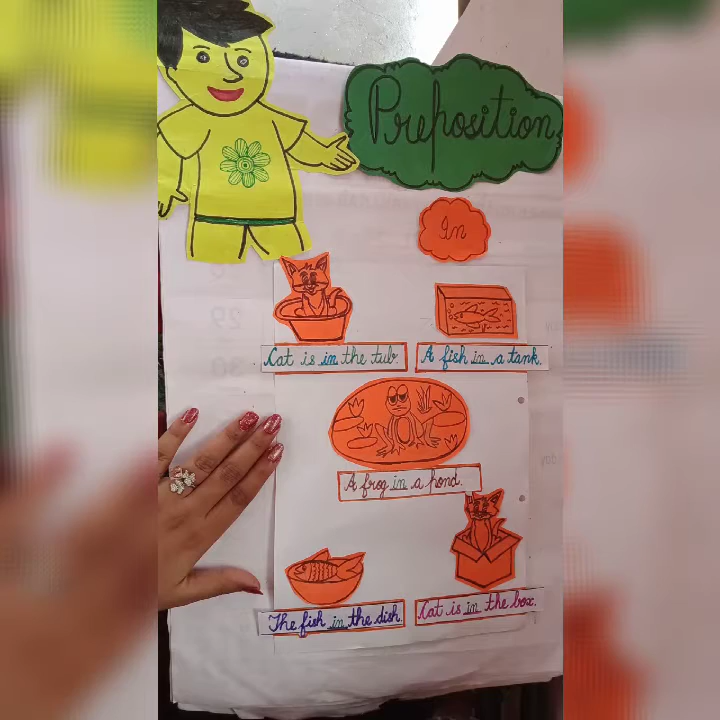 Preposition
In
Cat is in the tub.
A fish in a tank.
A frog in a pond.
The fish in the dish.
Cat is in the box.